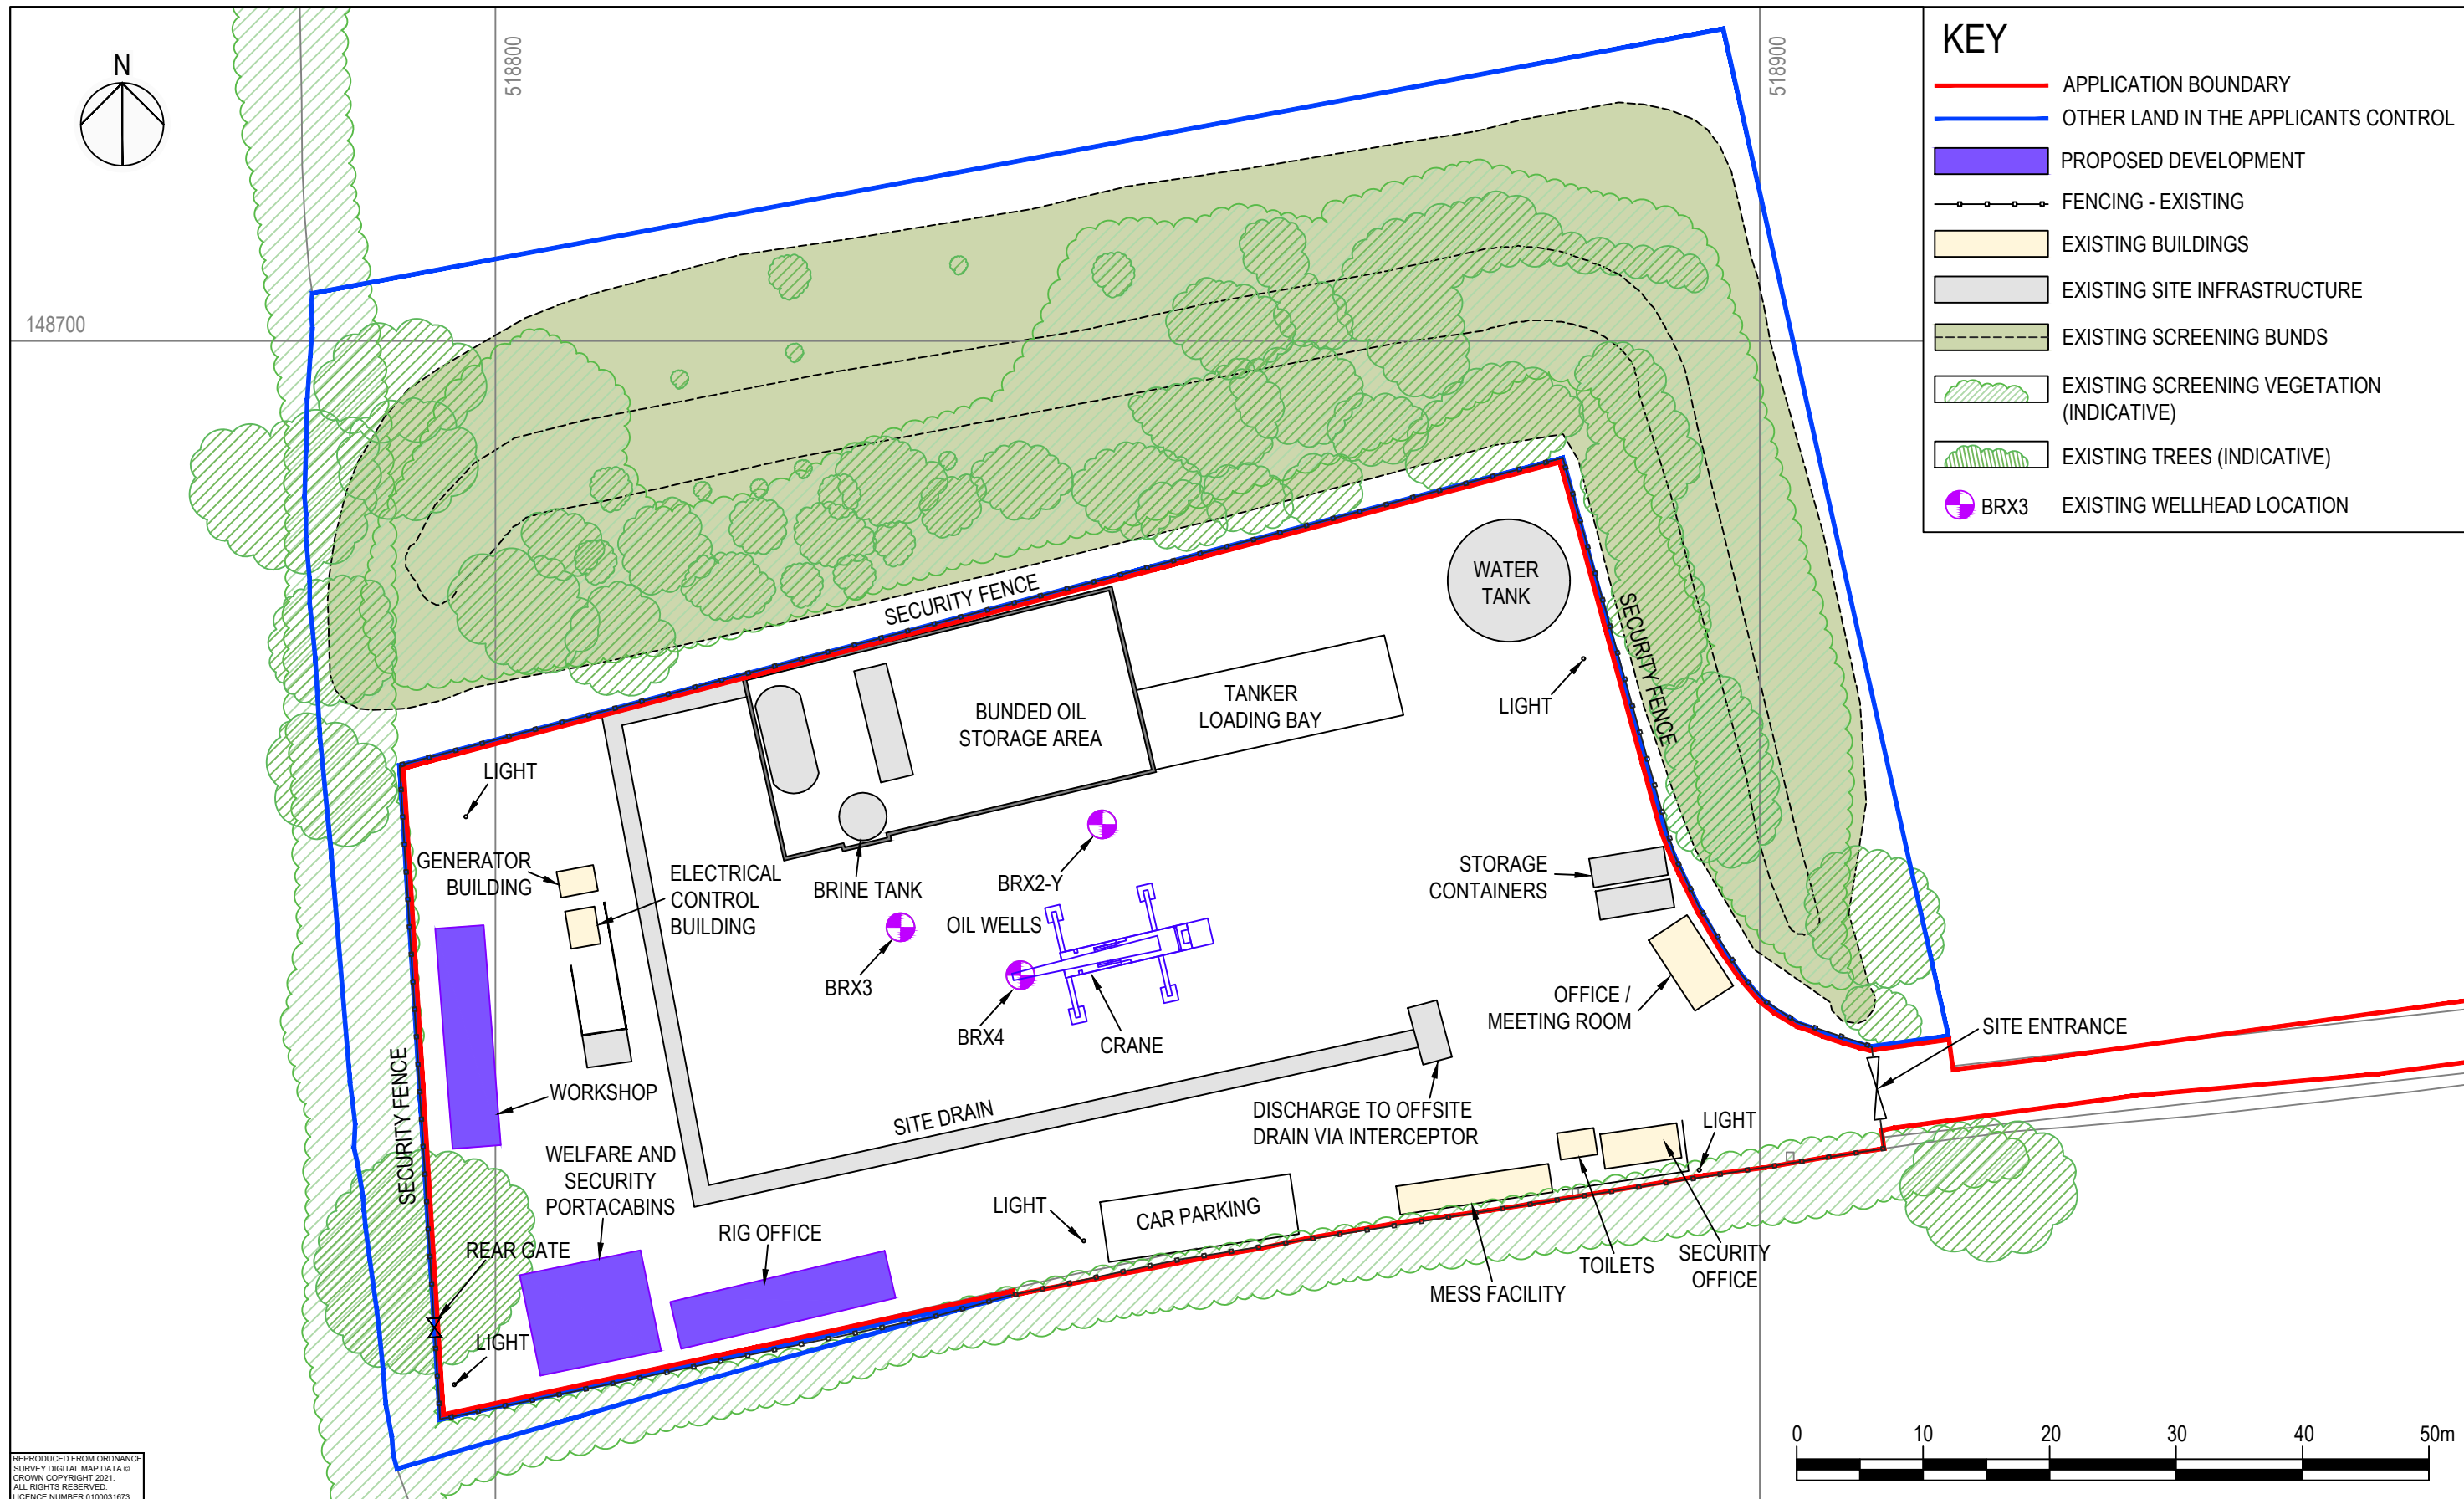 N
518800
518900
148700
KEY
APPLICATION BOUNDARY
OTHER LAND IN THE APPLICANTS CONTROL
PROPOSED DEVELOPMENT
FENCING - EXISTING
EXISTING BUILDINGS
EXISTING SITE INFRASTRUCTURE
EXISTING SCREENING BUNDS
EXISTING SCREENING VEGETATION
(INDICATIVE)
EXISTING TREES (INDICATIVE)
BRX3
EXISTING WELLHEAD LOCATION
SECURITY FENCE
WATER
TANK
SECURITY FENCE
LIGHT
TANKER
LOADING BAY
BUNDED OIL
STORAGE AREA
LIGHT
GENERATOR
BUILDING
ELECTRICAL
CONTROL
BUILDING
BRINE TANK
BRX2-Y
OIL WELLS
BRX3
BRX4
CRANE
STORAGE
CONTAINERS
OFFICE /
MEETING ROOM
SITE ENTRANCE
SECURITY FENCE
WORKSHOP
SITE DRAIN
DISCHARGE TO OFFSITE
DRAIN VIA INTERCEPTOR
LIGHT
WELFARE AND
SECURITY
PORTACABINS
REAR GATE
RIG OFFICE
LIGHT
CAR PARKING
LIGHT
MESS FACILITY
TOILETS
SECURITY
OFFICE
0 10 20 30 40 50m
REPRODUCED FROM ORDNANCE
SURVEY DIGITAL MAP DATA ©
CROWN COPYRIGHT 2021.
ALL RIGHTS RESERVED.
LICENCE NUMBER 0100031673